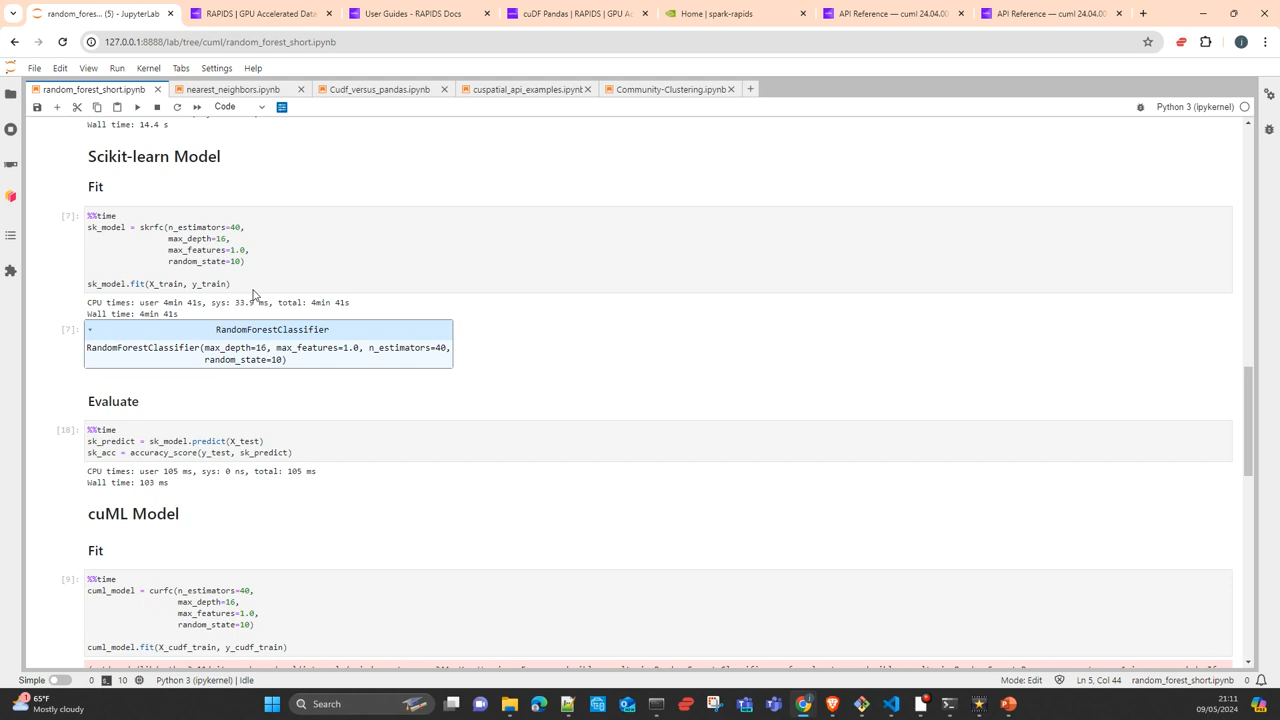 random_fores... (5) - JupyterLab
RAPIDS | GPU Accelerated Data
User Guides - RAPIDS Docs
cuDF Pandas | RAPIDS | GPU Ac
Home | spark-rapids
API Reference — cuml 24.04.00
API Reference — cuml 24.04.00
127.0.0.1:8888/lab/tree/cuml/random_forest_short.ipynb
File Edit View Run Kernel Tabs Settings Help
random_forest_short.ipynb
nearest_neighbors.ipynb
Cudf_versus_pandas.ipynb
cuspatial_api_examples.ipynb
Community-Clustering.ipynb
Code
Python 3 (ipykernel)
Wall time: 14.4 s
Scikit-learn Model
Fit
[7]:
%%time
sk_model = skrfc(n_estimators=40,
max_depth=16,
max_features=1.0,
random_state=10)
sk_model.fit(X_train, y_train)
CPU times: user 4min 41s, sys: 33.9 ms, total: 4min 41s
Wall time: 4min 41s
[7]:
RandomForestClassifier
RandomForestClassifier(max_depth=16, max_features=1.0, n_estimators=40,
random_state=10)
Evaluate
[18]:
%%time
sk_predict = sk_model.predict(X_test)
sk_acc = accuracy_score(y_test, sk_predict)
CPU times: user 105 ms, sys: 0 ns, total: 105 ms
Wall time: 103 ms
cuML Model
Fit
[9]:
%%time
cuml_model = curfc(n_estimators=40,
max_depth=16,
max_features=1.0,
random_state=10)
cuml_model.fit(X_cudf_train, y_cudf_train)
Simple 0 10 Python 3 (ipykernel) | Idle
Mode: Edit Ln 5, Col 44 random_forest_short.ipynb 0
65°F
Mostly cloudy
Search
21:11
09/05/2024